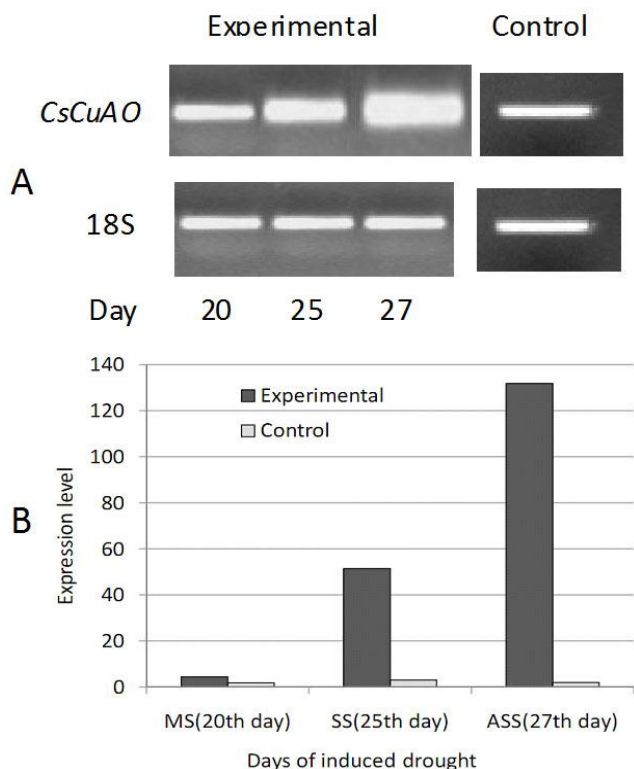 Experimental Control
CsCuAO
A
18S
Day 20 25 27
140
120
100
80
60
40
20
0
Experimental
Control
B
Expression level
MS(20th day) SS(25th day) ASS(27th day)
Days of induced drought